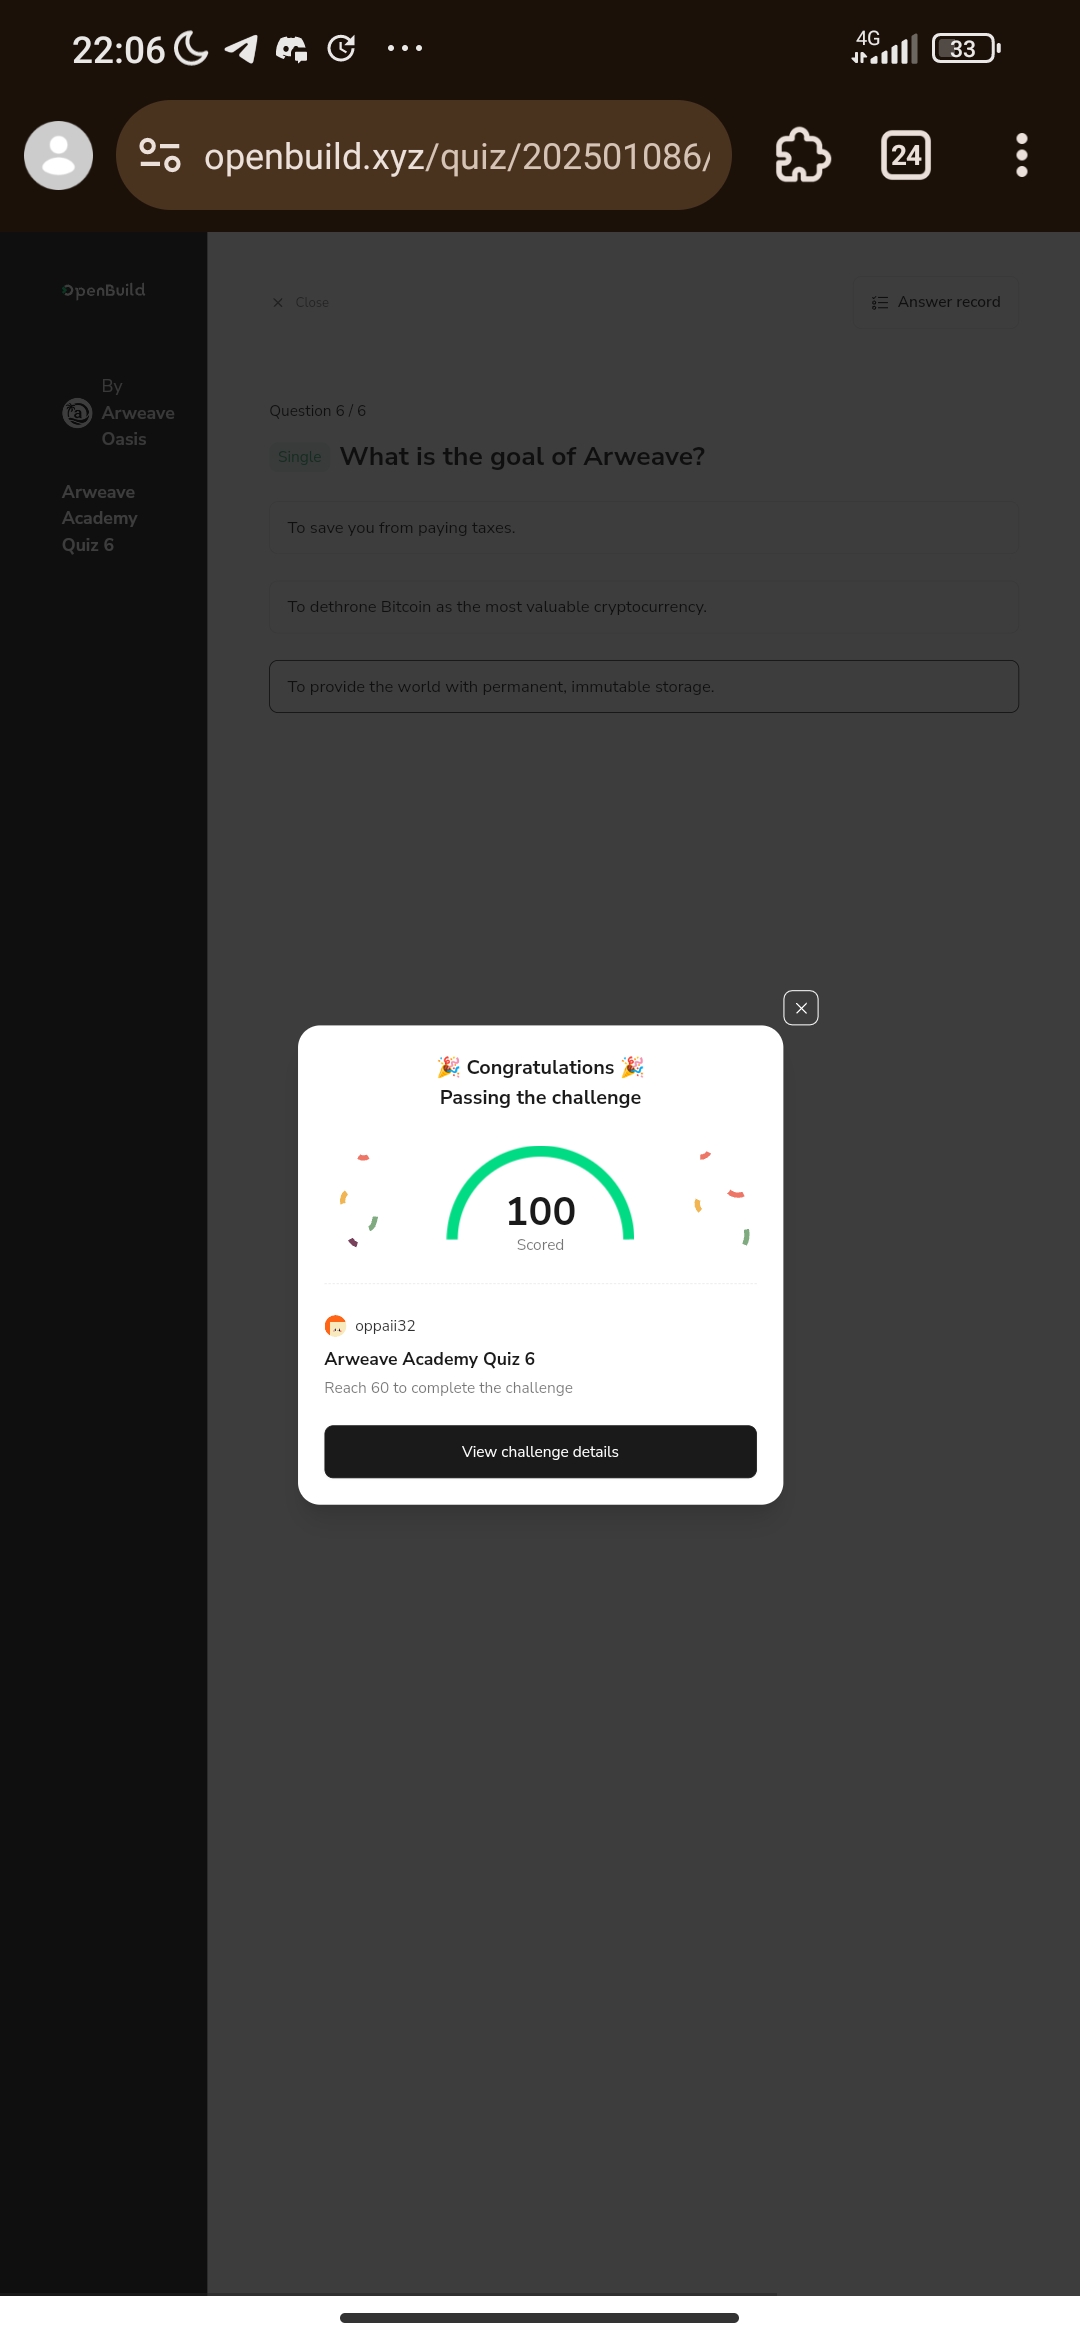 22:06
4G
33
openbuild.xyz/quiz/202501086/
24
OpenBuild
By
Arweave
Oasis
Arweave
Academy
Quiz 6
Close
Answer record
Question 6 / 6
Single What is the goal of Arweave?
To save you from paying taxes.
To dethrone Bitcoin as the most valuable cryptocurrency.
To provide the world with permanent, immutable storage.
🎉 Congratulations 🎉
Passing the challenge
100
Scored
oppaii32
Arweave Academy Quiz 6
Reach 60 to complete the challenge
View challenge details